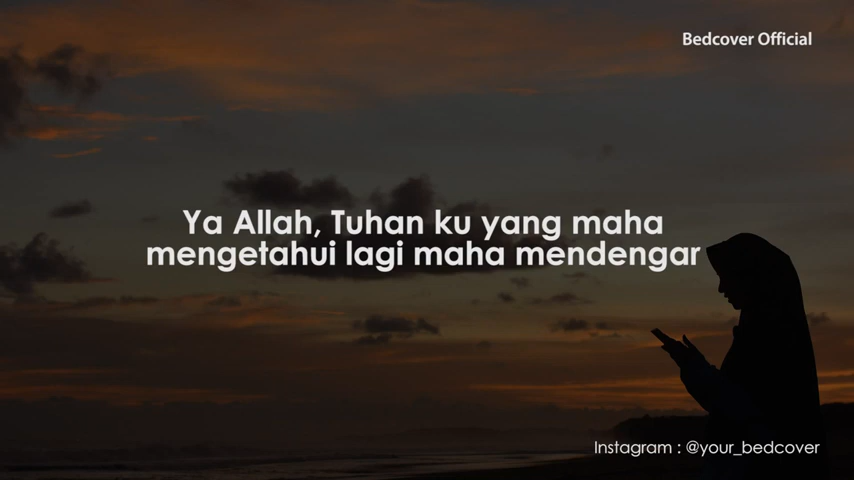 Bedcover Official
Ya Allah, Tuhan ku yang maha
mengetahui lagi maha mendengar
Instagram : @your_bedcover